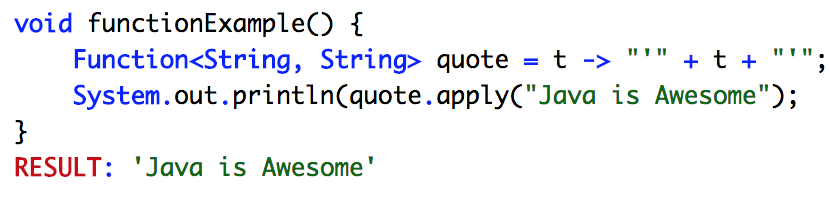 void functionExample() {
    Function<String, String> quote = t -> "'" + t + "'";
    System.out.println(quote.apply("Java is Awesome");
}
RESULT: 'Java is Awesome'